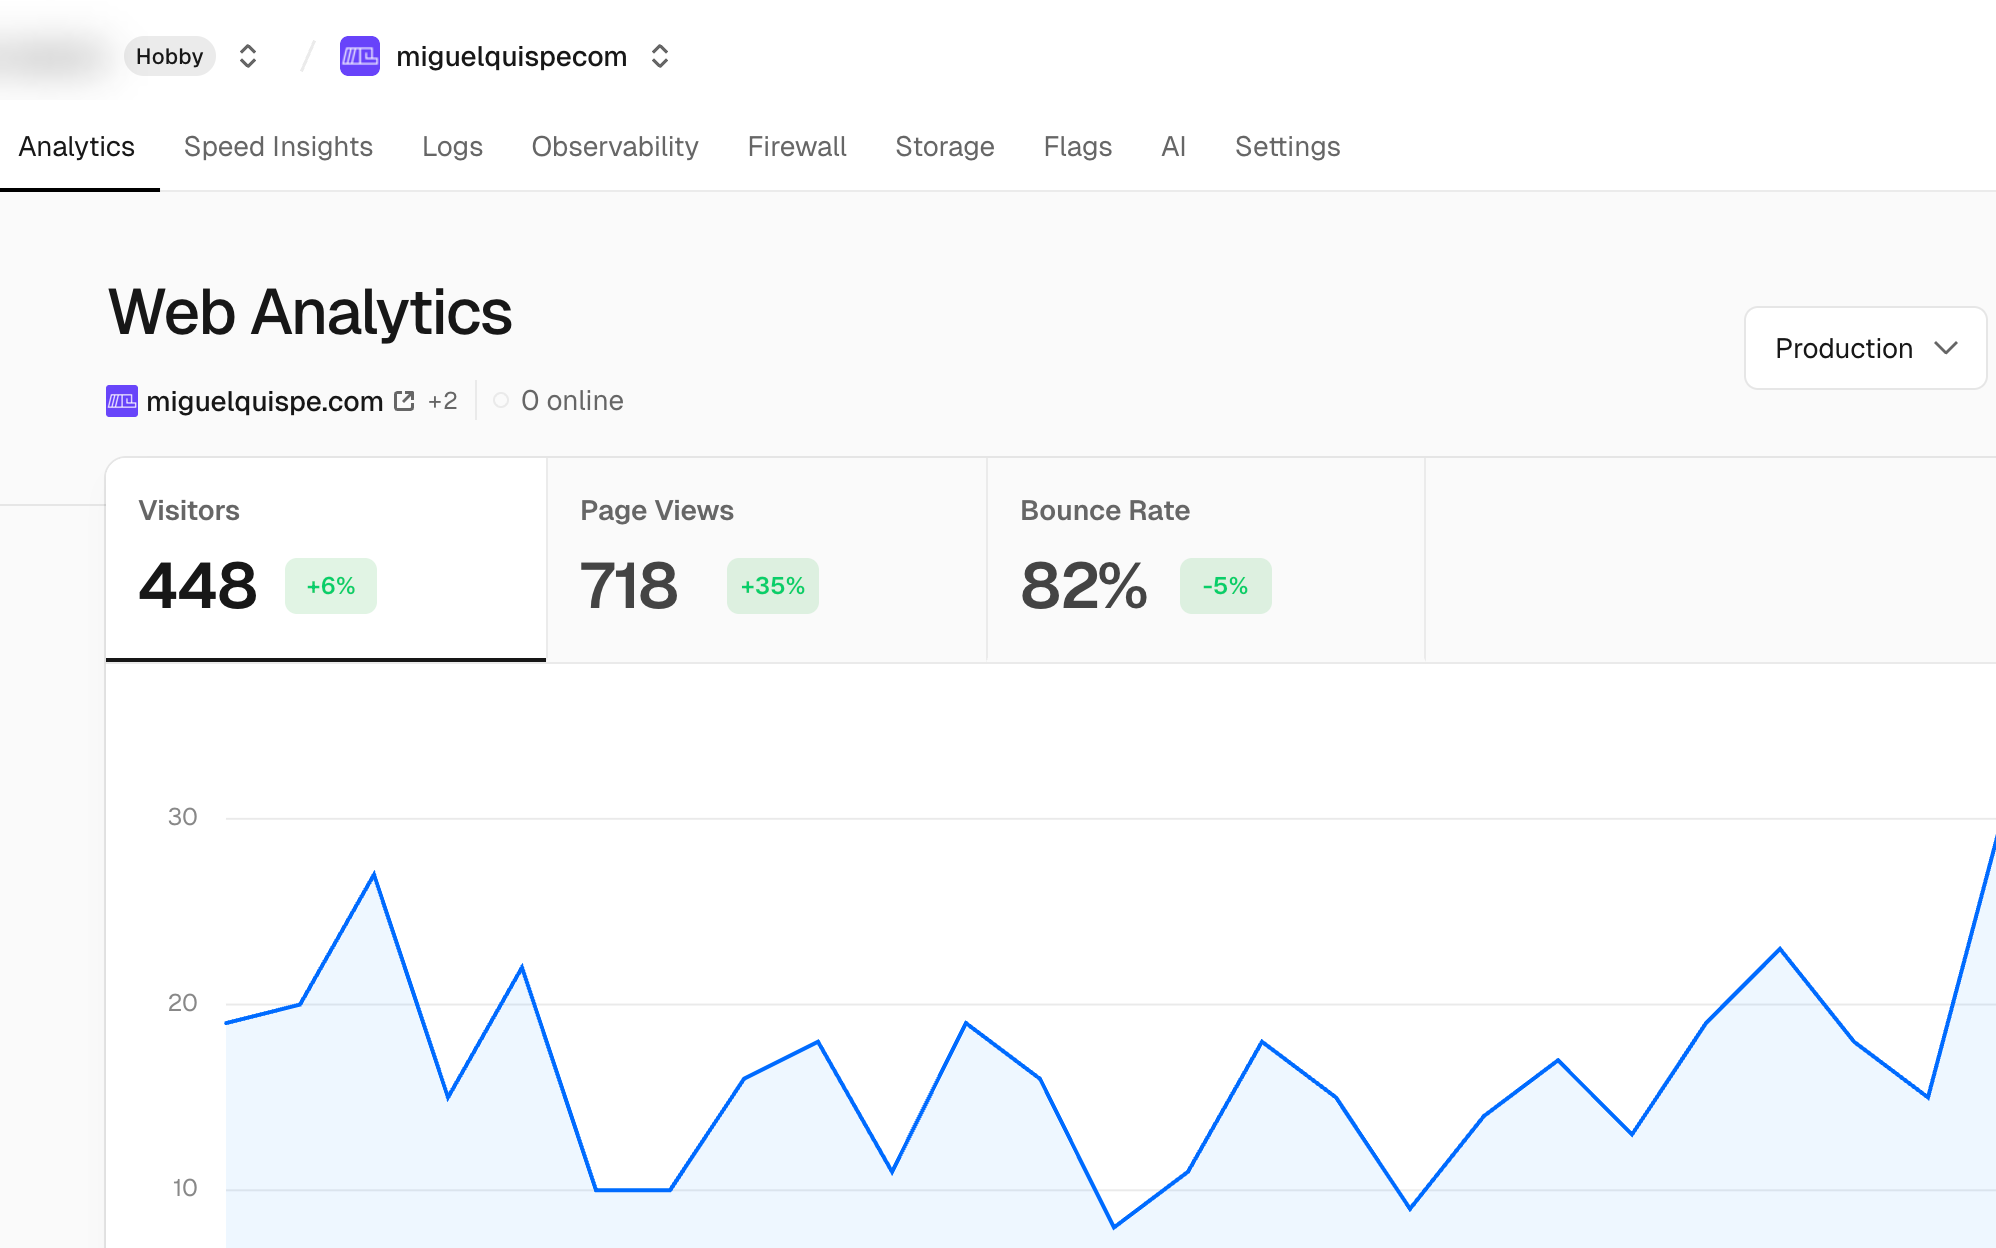 Hobby / miguelquispecom
Analytics Speed Insights Logs Observability Firewall Storage Flags AI Settings
Web Analytics
Production
miguelquispe.com +2 0 online
Visitors
448 +6%
Page Views
718 +35%
Bounce Rate
82% -5%
30
20
10